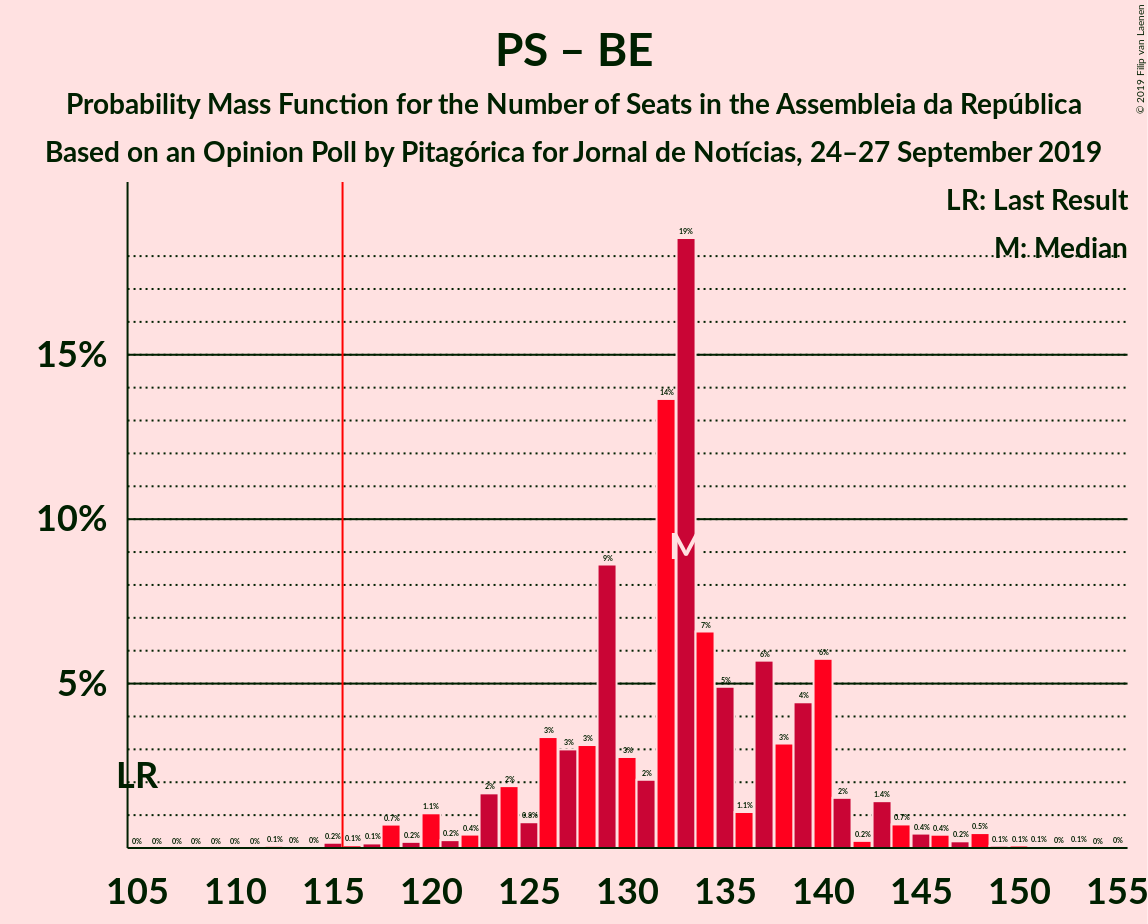 PS – BE
Probability Mass Function for the Number of Seats in the Assembleia da República
Based on an Opinion Poll by Pitagórica for Jornal de Notícias, 24–27 September 2019
© 2019 Filip van Laenen
LR: Last Result
M: Median
15%
10%
5%
LR
M
0% 0% 0% 0% 0% 0% 0% 0.1% 0% 0% 0.2% 0.1% 0.1% 0.7% 0.2% 1.1% 0.2% 0.4% 2% 2% 0.8% 3% 3% 3% 9% 3% 2% 14% 19% 7% 5% 1.1% 6% 3% 4% 6% 2% 0.2% 1.4% 0.7% 0.4% 0.4% 0.2% 0.5% 0.1% 0.1% 0.1% 0% 0.1% 0% 0%
105 110 115 120 125 130 135 140 145 150 155